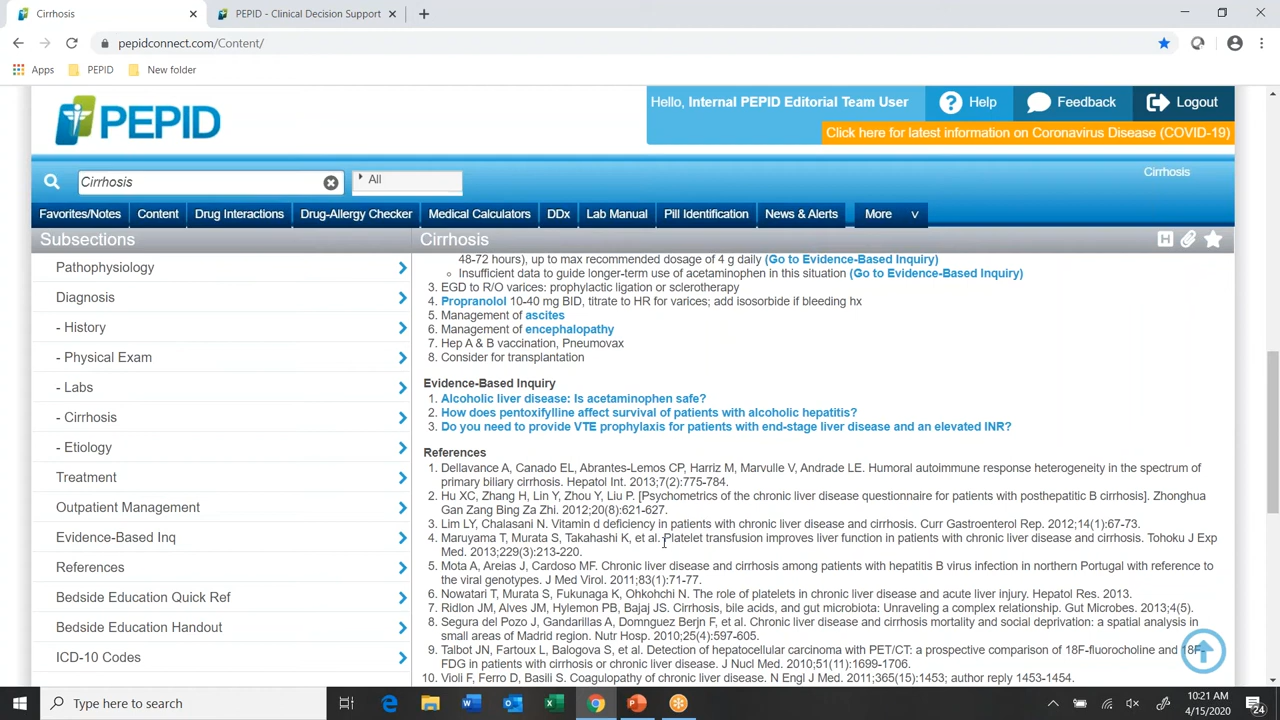 Cirrhosis
PEPID - Clinical Decision Support
pepidconnect.com/Content/
Apps PEPID New folder
PEPID
Hello, Internal PEPID Editorial Team User
Help Feedback Logout
Click here for latest information on Coronavirus Disease (COVID-19)
Cirrhosis
All
Cirrhosis
Favorites/Notes Content Drug Interactions Drug-Allergy Checker Medical Calculators DDx Lab Manual Pill Identification News & Alerts More v
Subsections
Pathophysiology
Diagnosis
- History
- Physical Exam
- Labs
- Cirrhosis
- Etiology
Treatment
Outpatient Management
Evidence-Based Inq
References
Bedside Education Quick Ref
Bedside Education Handout
ICD-10 Codes
Cirrhosis
H
48-72 hours), up to max recommended dosage of 4 g daily (Go to Evidence-Based Inquiry)
Insufficient data to guide longer-term use of acetaminophen in this situation (Go to Evidence-Based Inquiry)
3. EGD to R/O varices: prophylactic ligation or sclerotherapy
4. Propranolol 10-40 mg BID, titrate to HR for varices; add isosorbide if bleeding hx
5. Management of ascites
6. Management of encephalopathy
7. Hep A & B vaccination, Pneumovax
8. Consider for transplantation
Evidence-Based Inquiry
1. Alcoholic liver disease: Is acetaminophen safe?
2. How does pentoxifylline affect survival of patients with alcoholic hepatitis?
3. Do you need to provide VTE prophylaxis for patients with end-stage liver disease and an elevated INR?
References
1. Dellavance A, Canado EL, Abrantes-Lemos CP, Harriz M, Marvulle V, Andrade LE. Humoral autoimmune response heterogeneity in the spectrum of
primary biliary cirrhosis. Hepatol Int. 2013;7(2):775-784.
2. Hu XC, Zhang H, Lin Y, Zhou Y, Liu P. [Psychometrics of the chronic liver disease questionnaire for patients with posthepatitic B cirrhosis]. Zhonghua
Gan Zang Bing Za Zhi. 2012;20(8):621-627.
3. Lim LY, Chalasani N. Vitamin d deficiency in patients with chronic liver disease and cirrhosis. Curr Gastroenterol Rep. 2012;14(1):67-73.
4. Maruyama T, Murata S, Takahashi K, et al. Platelet transfusion improves liver function in patients with chronic liver disease and cirrhosis. Tohoku J Exp
Med. 2013;229(3):213-220.
5. Mota A, Areias J, Cardoso MF. Chronic liver disease and cirrhosis among patients with hepatitis B virus infection in northern Portugal with reference to
the viral genotypes. J Med Virol. 2011;83(1):71-77.
6. Nowatari T, Murata S, Fukunaga K, Ohkohchi N. The role of platelets in chronic liver disease and acute liver injury. Hepatol Res. 2013.
7. Ridlon JM, Alves JM, Hylemon PB, Bajaj JS. Cirrhosis, bile acids, and gut microbiota: Unraveling a complex relationship. Gut Microbes. 2013;4(5).
8. Segura del Pozo J, Gandarillas A, Domnguez Berjn F, et al. Chronic liver disease and cirrhosis mortality and social deprivation: a spatial analysis in
small areas of Madrid region. Nutr Hosp. 2010;25(4):597-605.
9. Talbot JN, Fartoux L, Balogova S, et al. Detection of hepatocellular carcinoma with PET/CT: a prospective comparison of 18F-fluorocholine and 18F-
FDG in patients with cirrhosis or chronic liver disease. J Nucl Med. 2010;51(11):1699-1706.
10. Violi F, Ferro D, Basili S. Coagulopathy of chronic liver disease. N Engl J Med. 2011;365(15):1453; author reply 1453-1454.
Type here to search
10:21 AM
4/15/2020
24